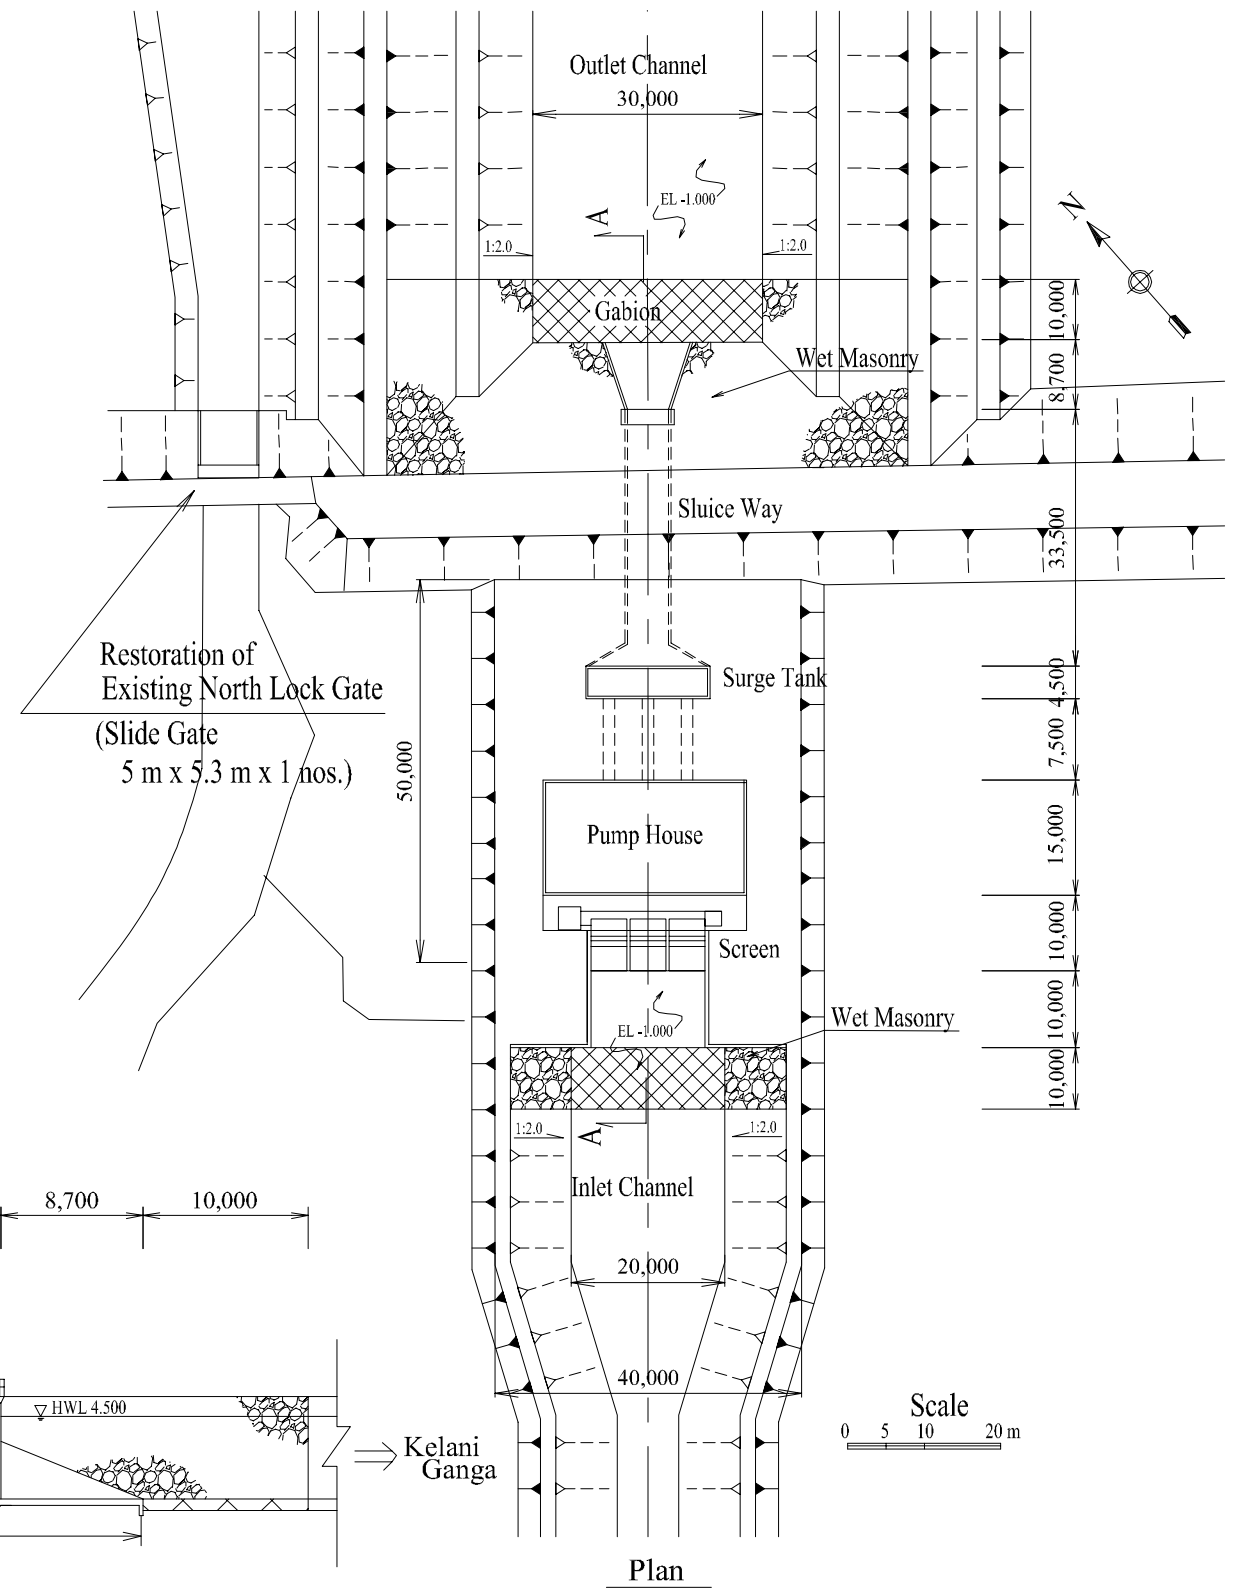 Outlet Channel
30,000
EL -1.000
A
N
1:2.0
1:2.0
10,000
Gabion
Wet Masonry
8,700
Sluice Way
33,500
Restoration of
Existing North Lock Gate
(Slide Gate
5 m x 5.3 m x 1 nos.)
Surge Tank
4,500
7,500
50,000
Pump House
15,000
Screen
10,000
Wet Masonry
EL -1.000
10,000
10,000
1:2.0
A
1:2.0
Inlet Channel
8,700
10,000
20,000
40,000
HWL 4.500
Kelani
Ganga
Scale
0 5 10 20 m
Plan